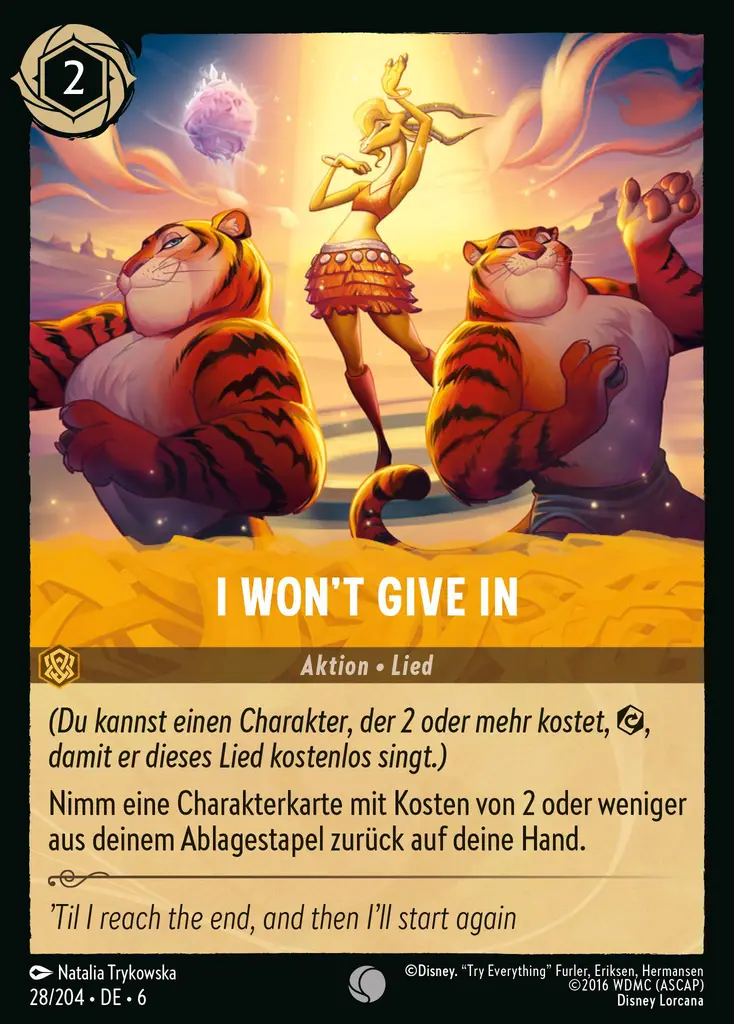 2
I WON’T GIVE IN
Aktion • Lied
(Du kannst einen Charakter, der 2 oder mehr kostet, ,
damit er dieses Lied kostenlos singt.)
Nimm eine Charakterkarte mit Kosten von 2 oder weniger
aus deinem Ablagestapel zurück auf deine Hand.
’Til I reach the end, and then I’ll start again
Natalia Trykowska
28/204 • DE • 6
©Disney. “Try Everything” Furler, Eriksen, Hermansen
©2016 WDMC (ASCAP)
Disney Lorcana